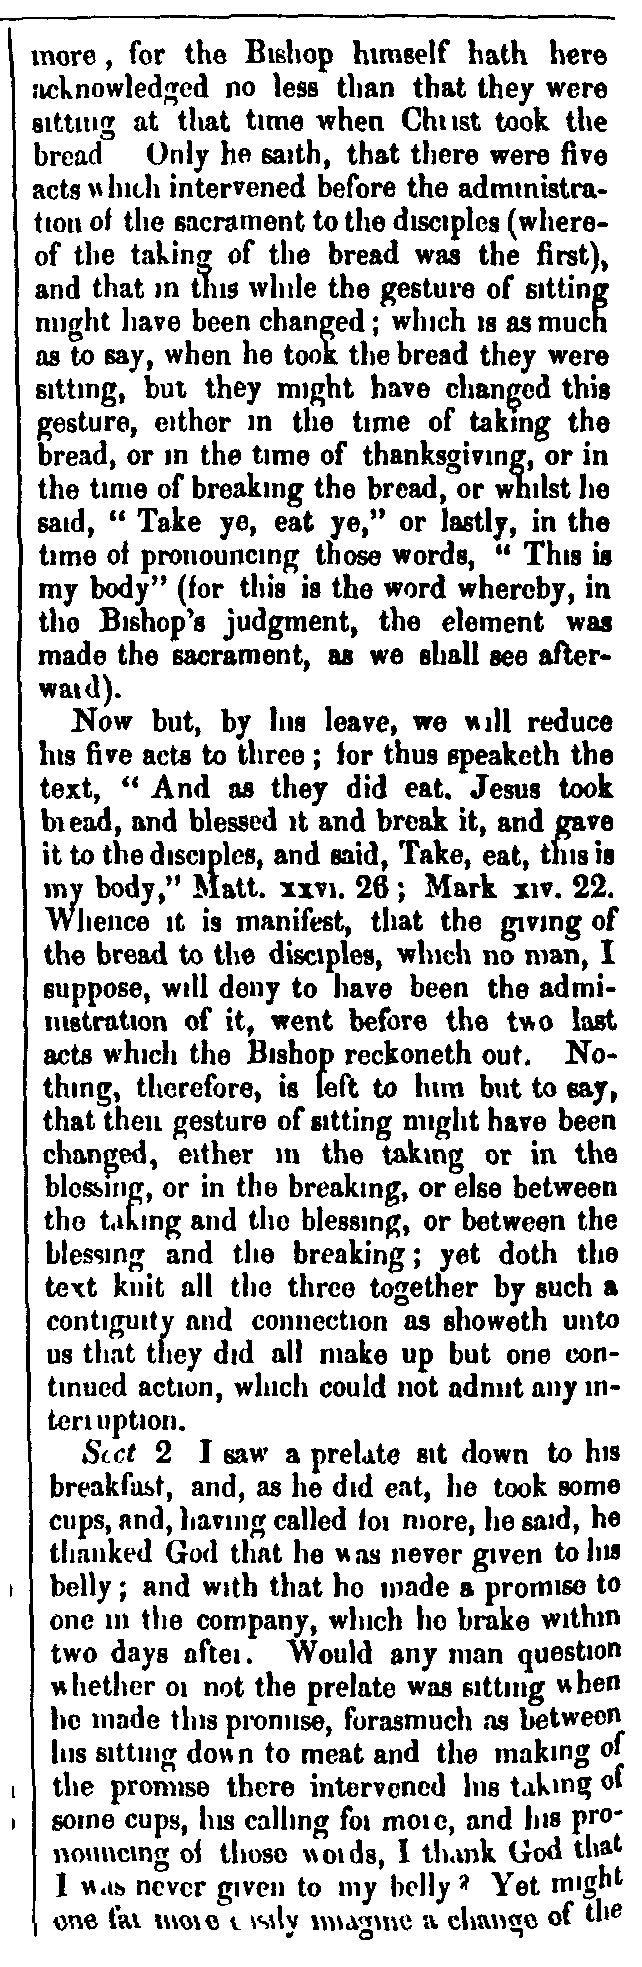 more, for the Bishop himself hath here
acknowledged no less than that they were
sitting at that time when Christ took the
bread Only he saith, that there were five
acts which intervened before the administra-
tion of the sacrament to the disciples (where-
of the taking of the bread was the first),
and that in this while the gesture of sitting
might have been changed; which is as much
as to say, when he took the bread they were
sitting, but they might have changed this
gesture, either in the time of taking the
bread, or in the time of thanksgiving, or in
the time of breaking the bread, or whilst he
said, “ Take ye, eat ye,” or lastly, in the
time of pronouncing those words, “ This is
my body” (for this is the word whereby, in
the Bishop's judgment, the element was
made the sacrament, as we shall see after-
ward).
Now but, by his leave, we will reduce
his five acts to three; for thus speaketh the
text, “ And as they did eat. Jesus took
bread, and blessed it and break it, and gave
it to the disciples, and said, Take, eat, this is
my body,” Matt. xxvi. 26; Mark xiv. 22.
Whence it is manifest, that the giving of
the bread to the disciples, which no man, I
suppose, will deny to have been the admi-
nistration of it, went before the two last
acts which the Bishop reckoneth out. No-
thing, therefore, is left to him but to say,
that their gesture of sitting might have been
changed, either in the taking or in the
blessing, or in the breaking, or else between
the taking and the blessing, or between the
blessing and the breaking; yet doth the
text knit all the three together by such a
contiguity and connection as showeth unto
us that they did all make up but one con-
tinued action, which could not admit any in-
terruption.
Sect 2 I saw a prelate sit down to his
breakfast, and, as he did eat, he took some
cups, and, having called for more, he said, he
thanked God that he was never given to his
belly; and with that he made a promise to
one in the company, which he brake within
two days after. Would any man question
whether or not the prelate was sitting when
he made this promise, forasmuch as between
his sitting down to meat and the making of
the promise there intervened his taking of
some cups, his calling for more, and his pro-
nouncing of those words, I thank God that
I was never given to my belly? Yet might
one far more easily imagine a change of the